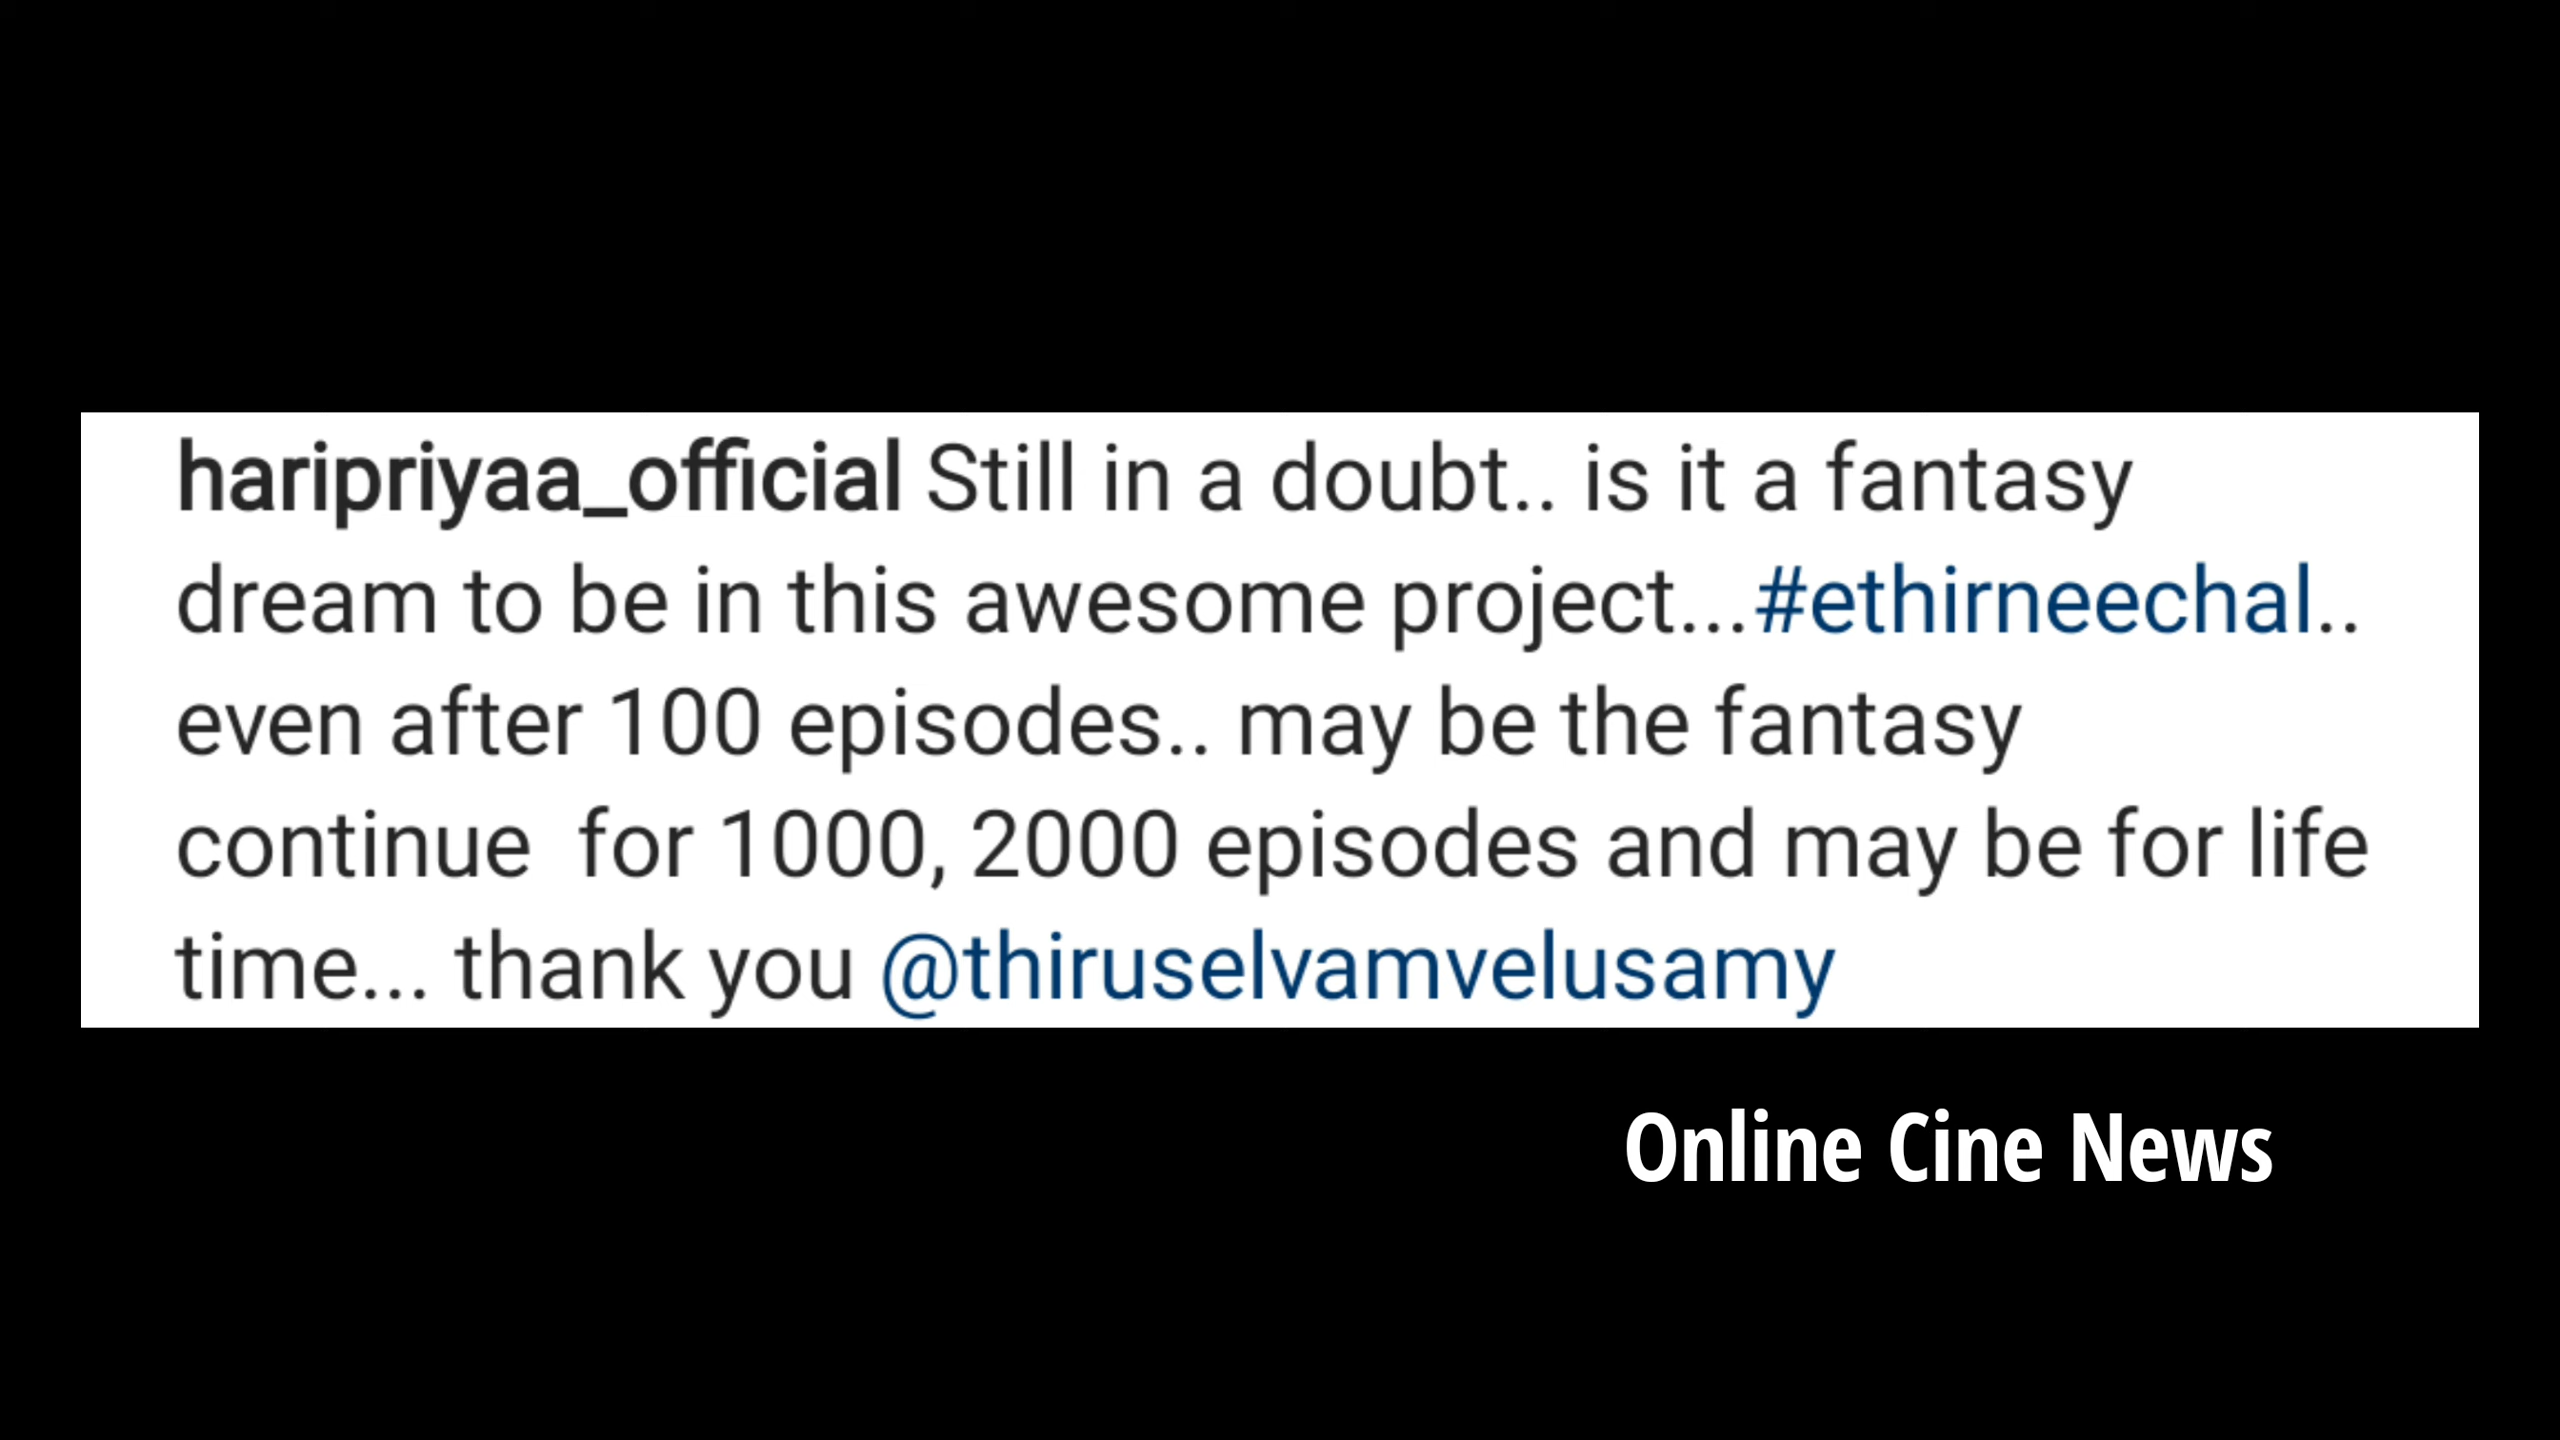 haripriyaa_official Still in a doubt.. is it a fantasy
dream to be in this awesome project...#ethirneechal..
even after 100 episodes.. may be the fantasy
continue  for 1000, 2000 episodes and may be for life
time... thank you @thiruselvamvelusamy
Online Cine News